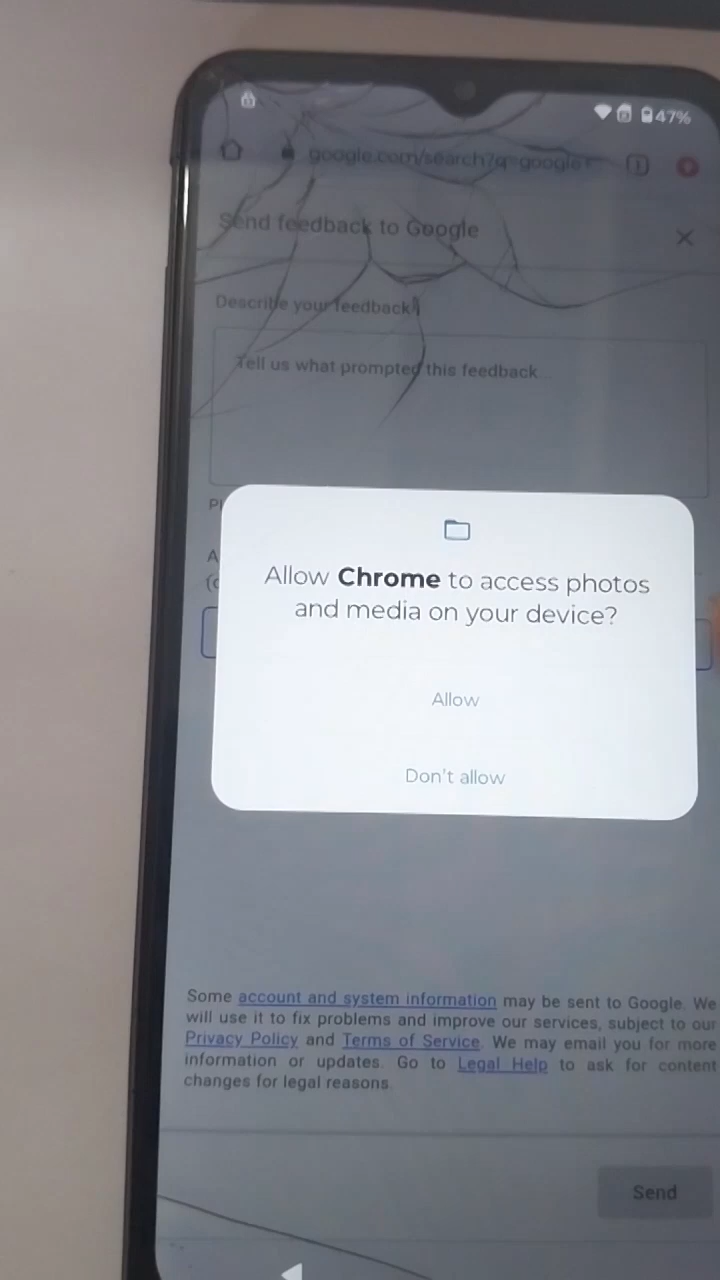 47%
google.com/search?q=google
Send feedback to Google
Describe your feedback
Tell us what prompted this feedback...
Pl
A
(c
Allow Chrome to access photos
and media on your device?
Allow
Don't allow
Some account and system information may be sent to Google. We
will use it to fix problems and improve our services, subject to our
Privacy Policy and Terms of Service. We may email you for more
information or updates. Go to Legal Help to ask for content
changes for legal reasons.
Send